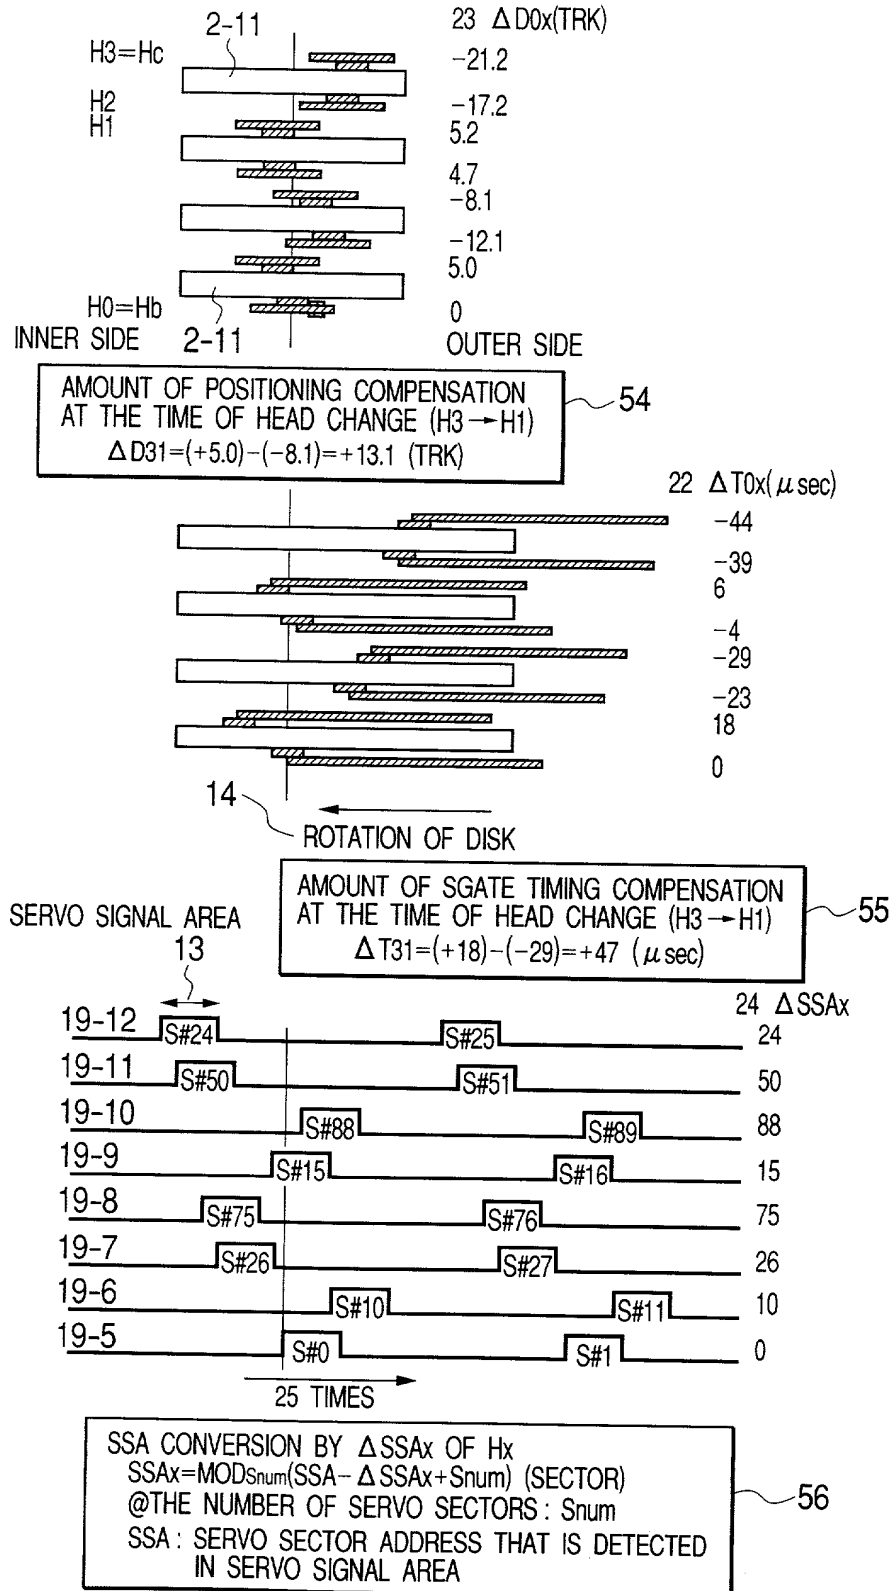 2-11
23 ΔD0x(TRK)
H3=Hc
-21.2
H2
-17.2
H1
5.2
4.7
-8.1
-12.1
5.0
H0=Hb
0
INNER SIDE
2-11
OUTER SIDE
AMOUNT OF POSITIONING COMPENSATION
AT THE TIME OF HEAD CHANGE (H3→H1)
ΔD31=(+5.0)-(-8.1)=+13.1 (TRK)
54
22 ΔT0x(μsec)
-44
-39
6
-4
-29
-23
18
0
14
ROTATION OF DISK
AMOUNT OF SGATE TIMING COMPENSATION
AT THE TIME OF HEAD CHANGE (H3→H1)
ΔT31=(+18)-(-29)=+47 (μsec)
55
SERVO SIGNAL AREA
13
24 ΔSSAx
19-12 S#24 S#25 24
19-11 S#50 S#51 50
19-10 S#88 S#89 88
19-9 S#15 S#16 15
19-8 S#75 S#76 75
19-7 S#26 S#27 26
19-6 S#10 S#11 10
19-5 S#0 S#1 0
25 TIMES
SSA CONVERSION BY ΔSSAx OF Hx
SSAx=MODSnum(SSA-ΔSSAx+Snum) (SECTOR)
@THE NUMBER OF SERVO SECTORS : Snum
SSA : SERVO SECTOR ADDRESS THAT IS DETECTED
IN SERVO SIGNAL AREA
56